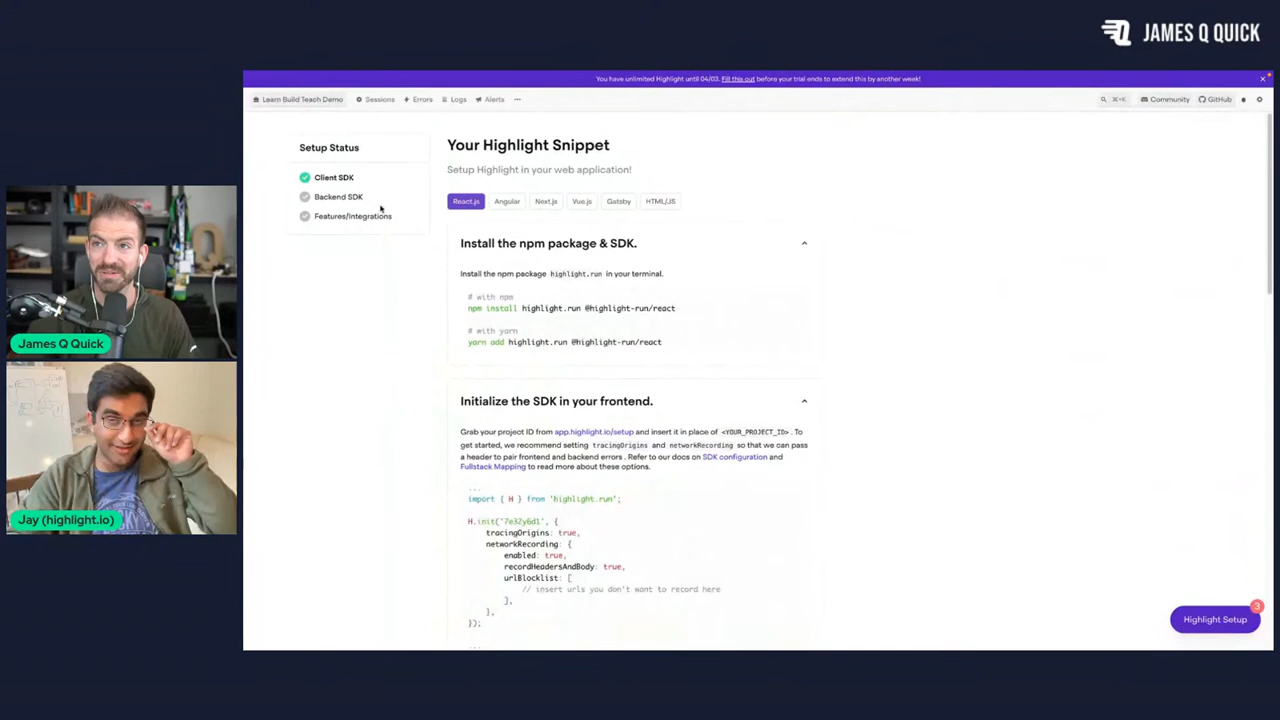 JAMES Q QUICK
You have unlimited Highlight until 04/03. Fill this out before your trial ends to extend this by another week!
Learn Build Teach Demo Sessions Errors Logs Alerts ⌘+K Community GitHub
Setup Status
Client SDK
Backend SDK
Features/Integrations
Your Highlight Snippet
Setup Highlight in your web application!
React.js Angular Next.js Vue.js Gatsby HTML/JS
Install the npm package & SDK.
Install the npm package highlight.run in your terminal.
# with npm
npm install highlight.run @highlight-run/react
# with yarn
yarn add highlight.run @highlight-run/react
Initialize the SDK in your frontend.
Grab your project ID from app.highlight.io/setup and insert it in place of <YOUR_PROJECT_ID>. To
get started, we recommend setting tracingOrigins and networkRecording so that we can pass
a header to pair frontend and backend errors. Refer to our docs on SDK configuration and
Fullstack Mapping to read more about these options.
...
import { H } from 'highlight.run';
H.init('7e32y6d1', {
tracingOrigins: true,
networkRecording: {
enabled: true,
recordHeadersAndBody: true,
urlBlocklist: [
// insert urls you don't want to record here
],
},
});
...
3
Highlight Setup
James Q Quick
Jay (highlight.io)